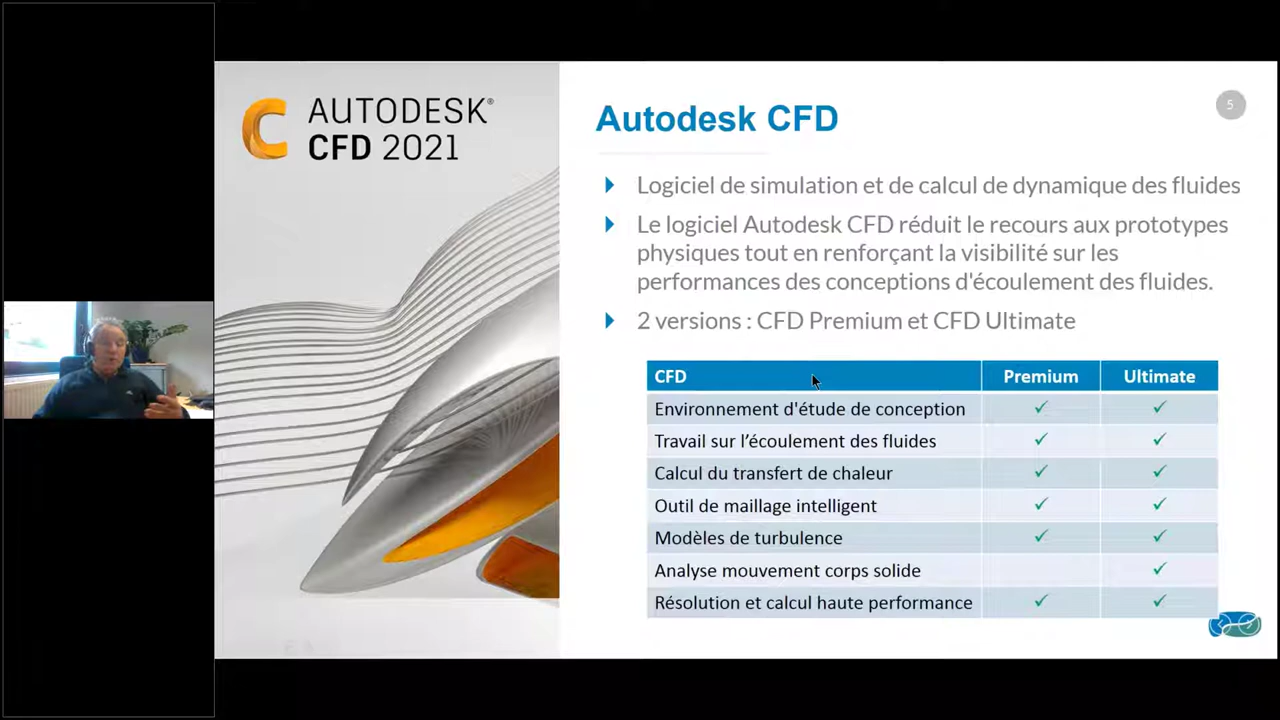 AUTODESK®
CFD 2021
Autodesk CFD
5
Logiciel de simulation et de calcul de dynamique des fluides
Le logiciel Autodesk CFD réduit le recours aux prototypes
physiques tout en renforçant la visibilité sur les
performances des conceptions d'écoulement des fluides.
2 versions : CFD Premium et CFD Ultimate
CFD Premium Ultimate
Environnement d'étude de conception ✓ ✓
Travail sur l’écoulement des fluides ✓ ✓
Calcul du transfert de chaleur ✓ ✓
Outil de maillage intelligent ✓ ✓
Modèles de turbulence ✓ ✓
Analyse mouvement corps solide ✓
Résolution et calcul haute performance ✓ ✓